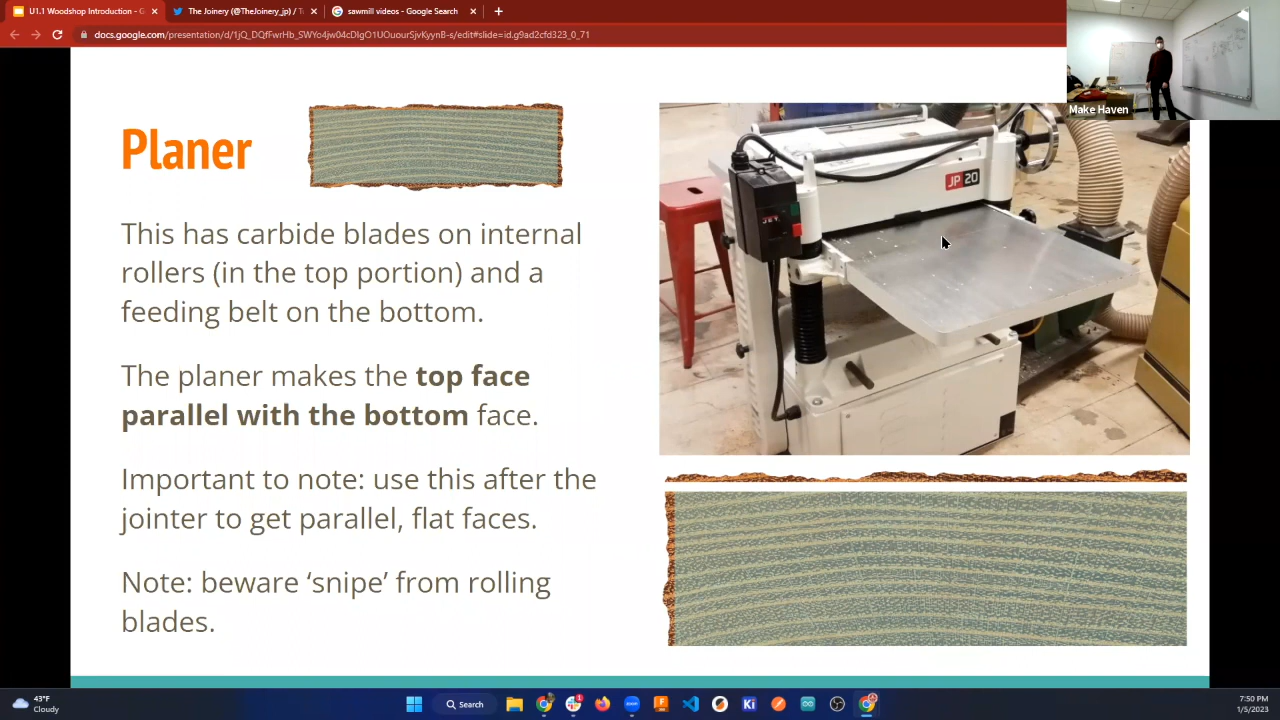 U1.1 Woodshop Introduction - G
The Joinery (@TheJoinery_jp) / T
sawmill videos - Google Search
docs.google.com/presentation/d/1jQ_DQfFwrHb_SWYo4jw04cDIgO1UOuourSjvKyynB-s/edit#slide=id.g9ad2cfd323_0_71
Make Haven
Planer
This has carbide blades on internal
rollers (in the top portion) and a
feeding belt on the bottom.
The planer makes the top face
parallel with the bottom face.
Important to note: use this after the
jointer to get parallel, flat faces.
Note: beware ‘snipe’ from rolling
blades.
JP 20
JET
43°F
Cloudy
Search
Ki
7:50 PM
1/5/2023